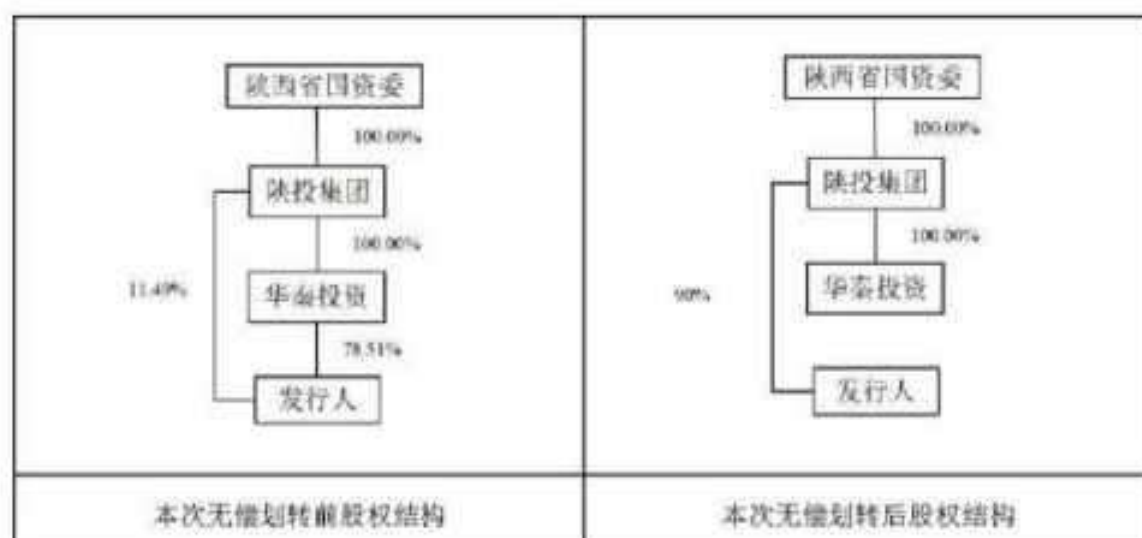 陕西省国资委
100.00%
陕投集团
100.00%
11.49%
华秦投资
78.51%
发行人
本次无偿划转前股权结构
陕西省国资委
100.00%
陕投集团
100.00%
90%
华秦投资
发行人
本次无偿划转后股权结构